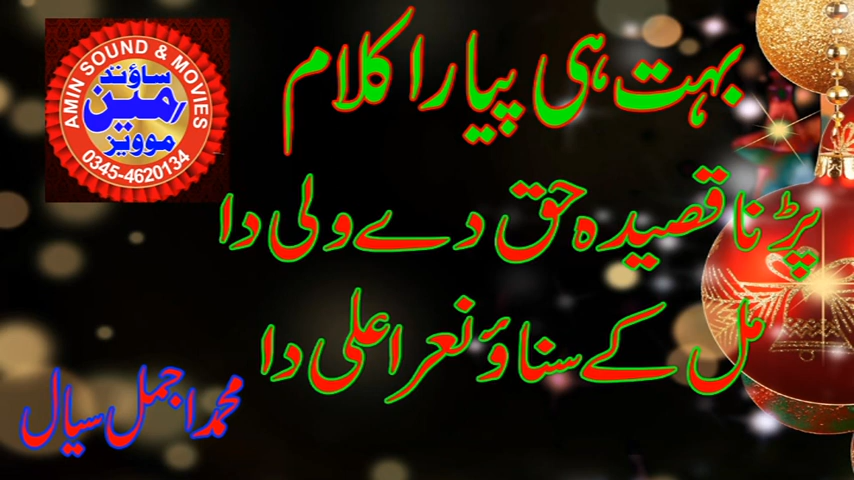 بہت ہی پیارا کلام
پڑنا قصیدہ حق دے ولی دا
مل کے سناؤ نعرا علی دا
محمد اجمل سیال
AMIN SOUND & MOVIES
ساؤنڈ
امین
موویز
0345-4620134